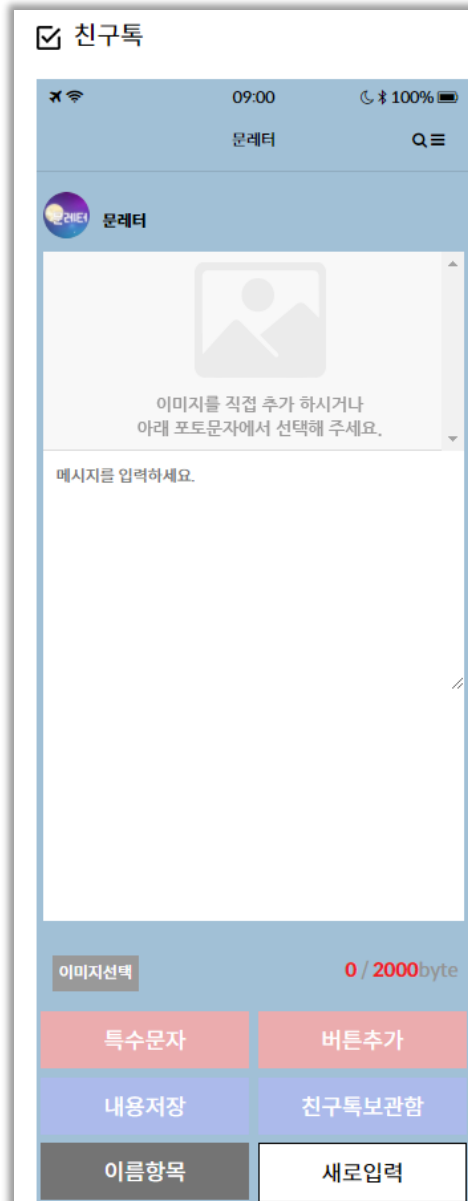 친구톡
09:00 100%
문레터
문레터 문레터
이미지를 직접 추가 하시거나
아래 포토문자에서 선택해 주세요.
메시지를 입력하세요.
이미지선택 0 / 2000byte
특수문자 버튼추가
내용저장 친구톡보관함
이름항목 새로입력